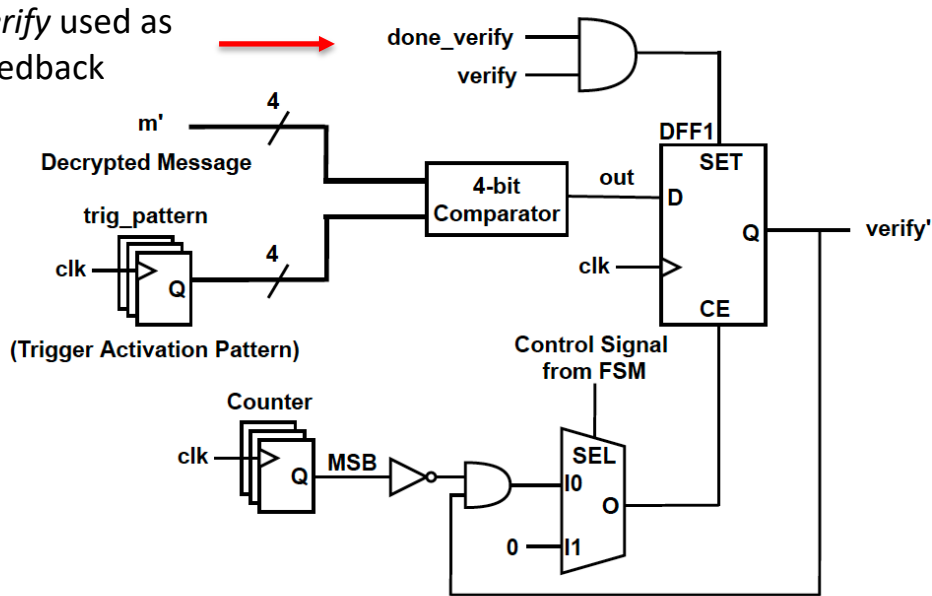 erify used as
eedback
done_verify
verify
4
m'
Decrypted Message
DFF1
SET
4-bit
Comparator
out
D
Q
verify'
trig_pattern
clk
Q
4
clk
CE
(Trigger Activation Pattern)
Control Signal
from FSM
Counter
clk
Q
MSB
SEL
I0
O
0
I1